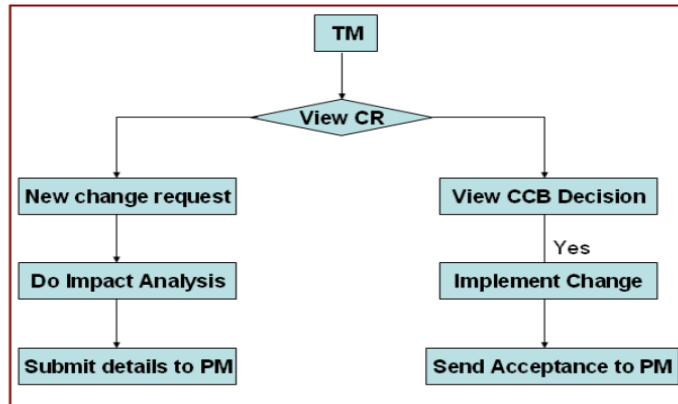 TM
View CR
New change request
View CCB Decision
Yes
Do Impact Analysis
Implement Change
Submit details to PM
Send Acceptance to PM